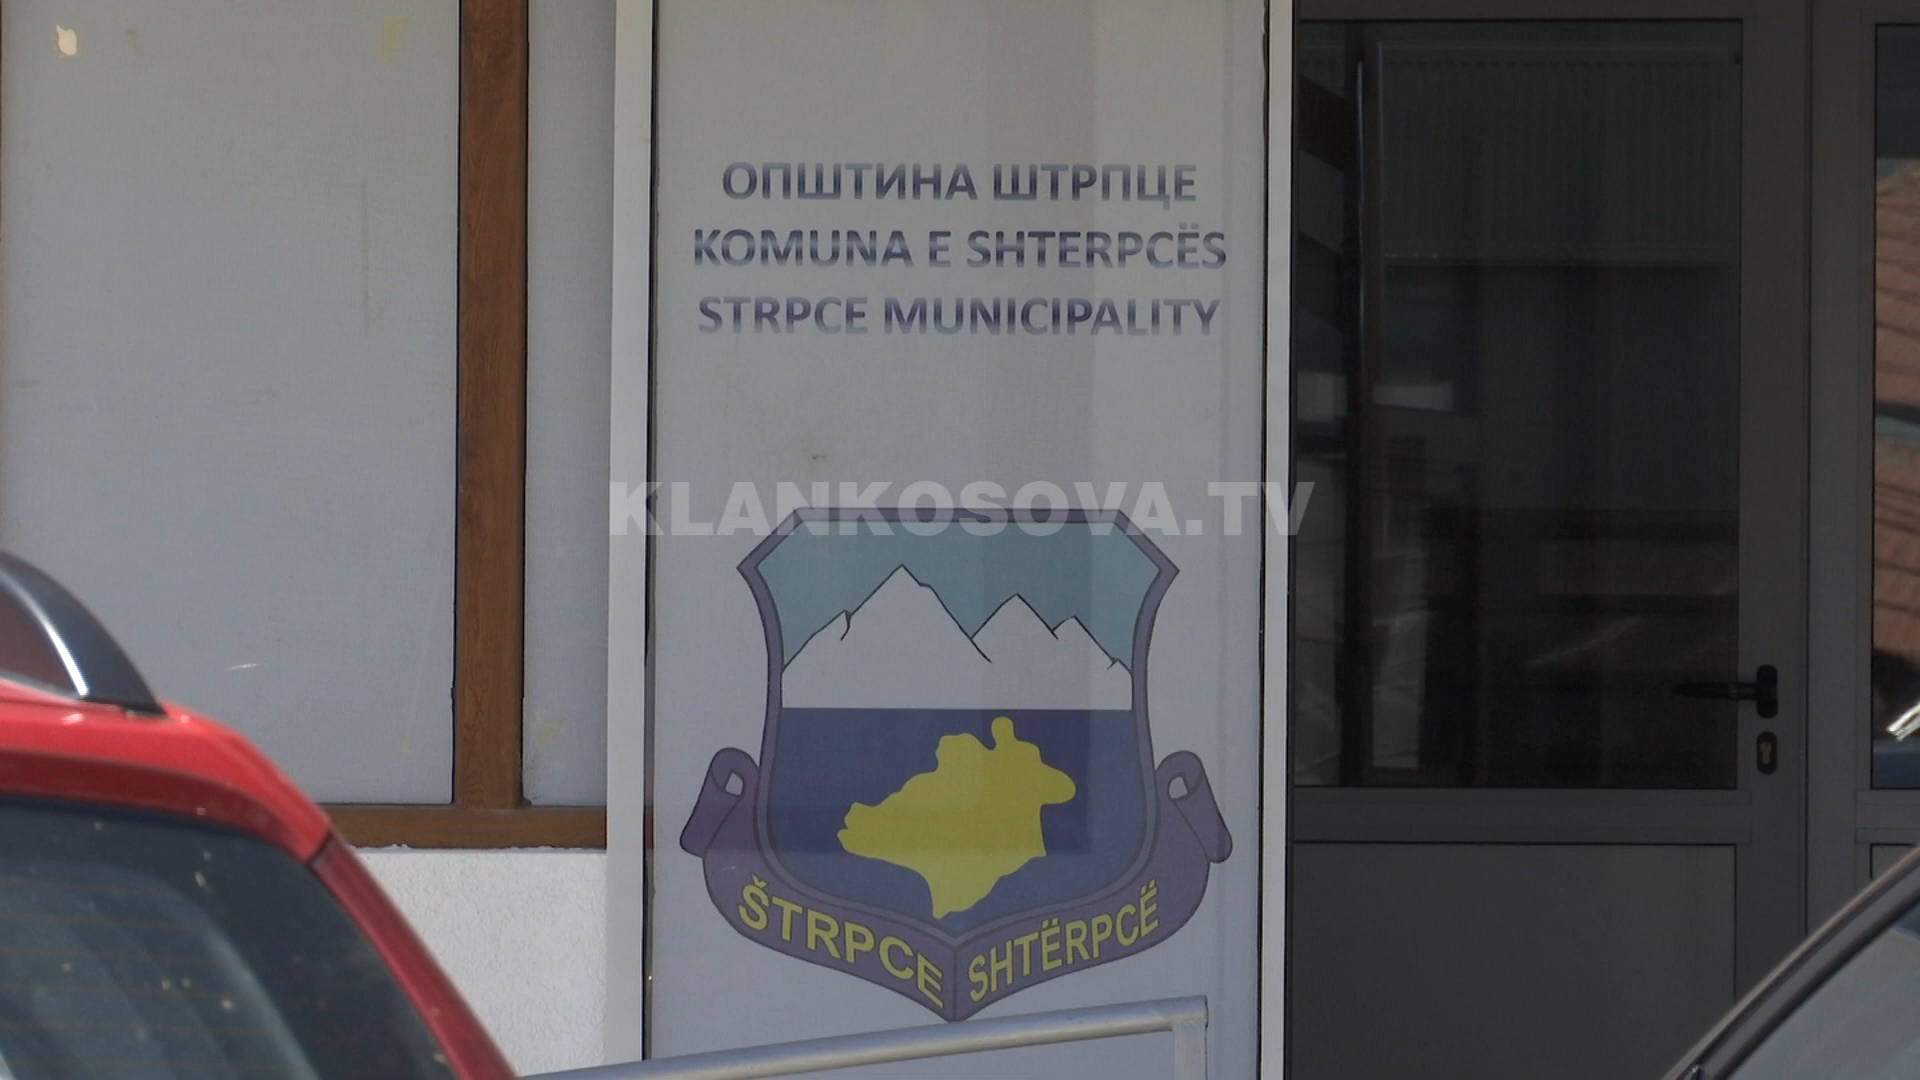 ОПШТИНА ШТРПЦЕ
KOMUNA E SHTERPCËS
STRPCE MUNICIPALITY
KLANKOSOVA.TV
ŠTRPCE SHTËRPCË